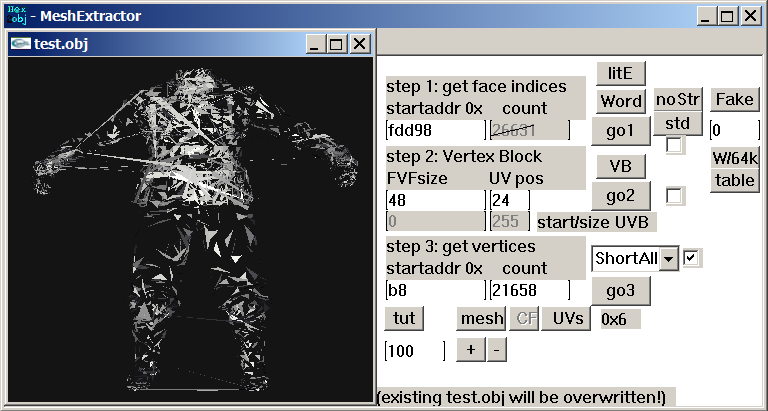 Hex
obj - MeshExtractor
test.obj
step 1: get face indices
startaddr 0x count
fdd98 26631
litE
Word
go1
noStr
std
Fake
0
step 2: Vertex Block
FVFsize UV pos
48 24
0 255 start/size UVB
VB
go2
W/64k
table
step 3: get vertices
startaddr 0x count
b8 21658
ShortAll
go3
tut mesh CF UVs 0x6
100 + -
(existing test.obj will be overwritten!)